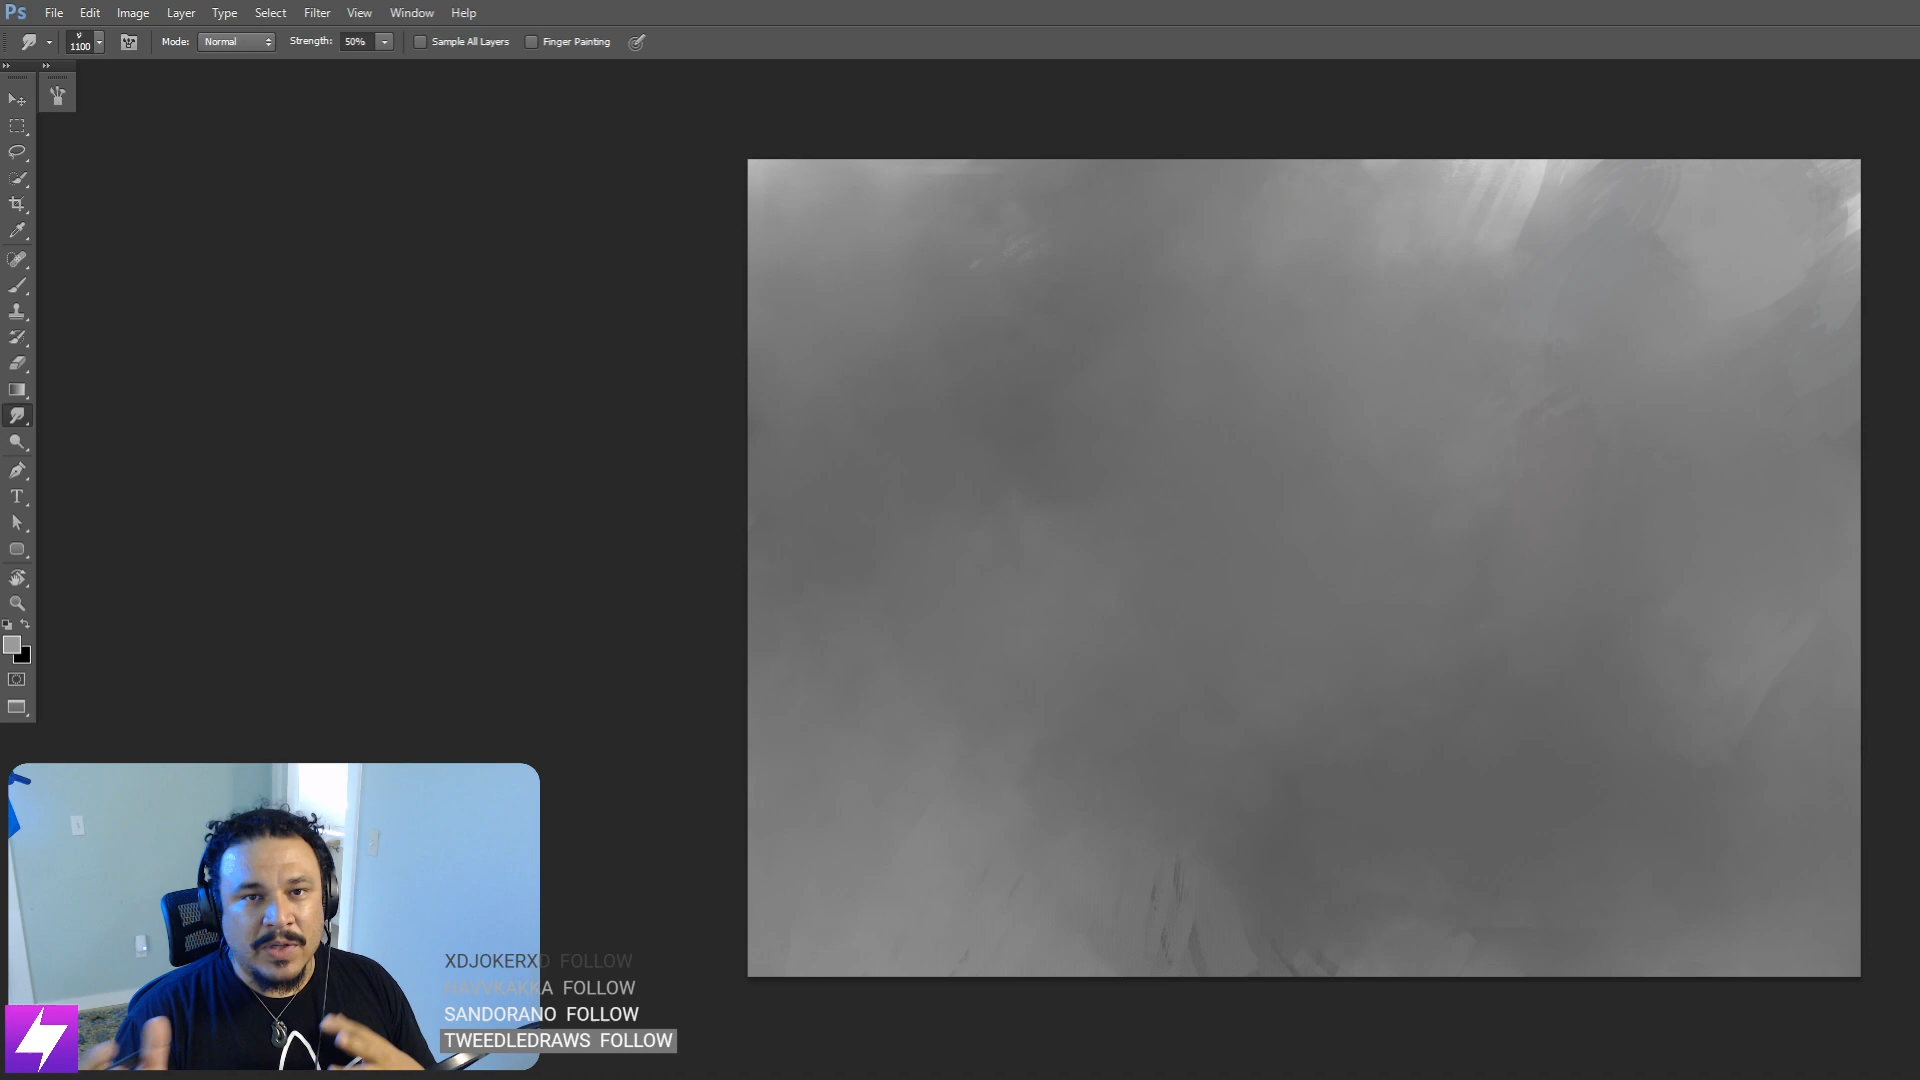 Ps File Edit Image Layer Type Select Filter View Window Help
1100 Mode: Normal Strength: 50% Sample All Layers Finger Painting
T
XDJOKERXD FOLLOW
FOLLOW
SANDORANO FOLLOW
TWEEDLEDRAWS FOLLOW